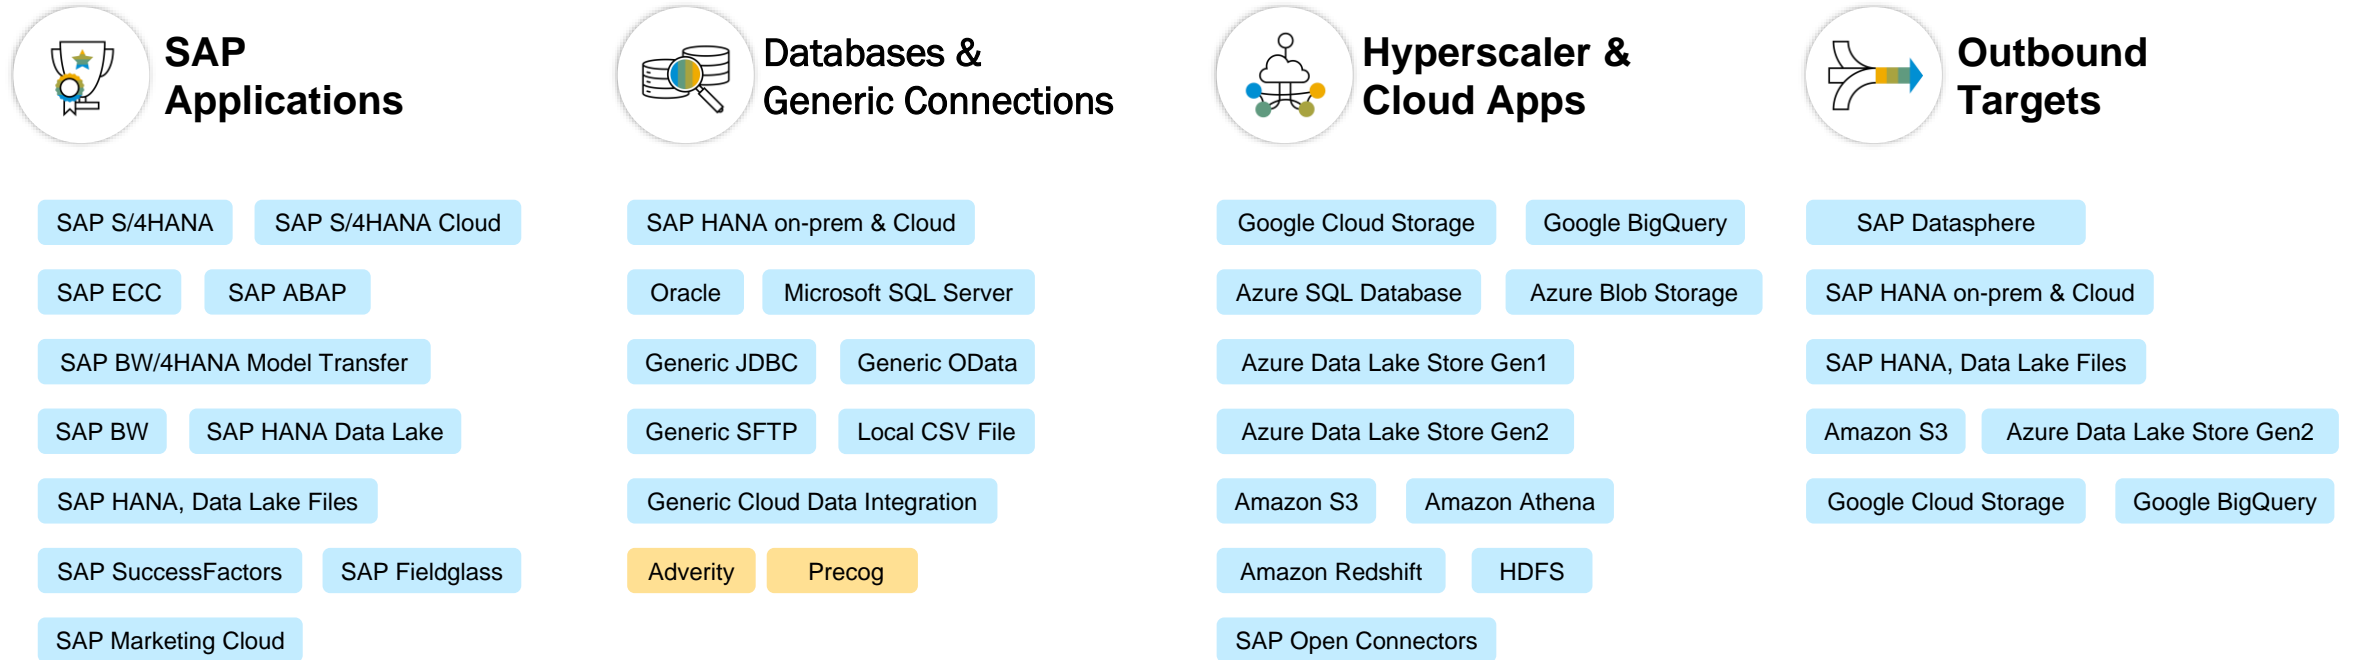 SAP
Applications
SAP S/4HANA
SAP S/4HANA Cloud
SAP ECC
SAP ABAP
SAP BW/4HANA Model Transfer
SAP BW
SAP HANA Data Lake
SAP HANA, Data Lake Files
SAP SuccessFactors
SAP Fieldglass
SAP Marketing Cloud
Databases &
Generic Connections
SAP HANA on-prem & Cloud
Oracle
Microsoft SQL Server
Generic JDBC
Generic OData
Generic SFTP
Local CSV File
Generic Cloud Data Integration
Adverity
Precog
Hyperscaler &
Cloud Apps
Google Cloud Storage
Google BigQuery
Azure SQL Database
Azure Blob Storage
Azure Data Lake Store Gen1
Azure Data Lake Store Gen2
Amazon S3
Amazon Athena
Amazon Redshift
HDFS
SAP Open Connectors
Outbound
Targets
SAP Datasphere
SAP HANA on-prem & Cloud
SAP HANA, Data Lake Files
Amazon S3
Azure Data Lake Store Gen2
Google Cloud Storage
Google BigQuery